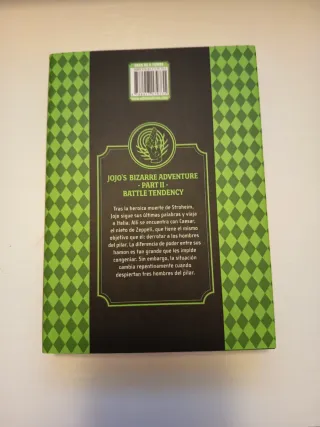 JOJO'S BIZARRE ADVENTURE
- PART II -
BATTLE TENDENCY
Tras la heroica muerte de Stroheim,
Jojo sigue sus últimas palabras y viaja
a Italia. Allí se encuentra con Caesar,
el nieto de Zeppeli, que tiene el mismo
objetivo que él: derrotar a los hombres
del pilar. La diferencia de poder entre sus
hamon es tan grande que les impide
congeniar. Sin embargo, la situación
cambia repentinamente cuando
despiertan tres hombres del pilar.